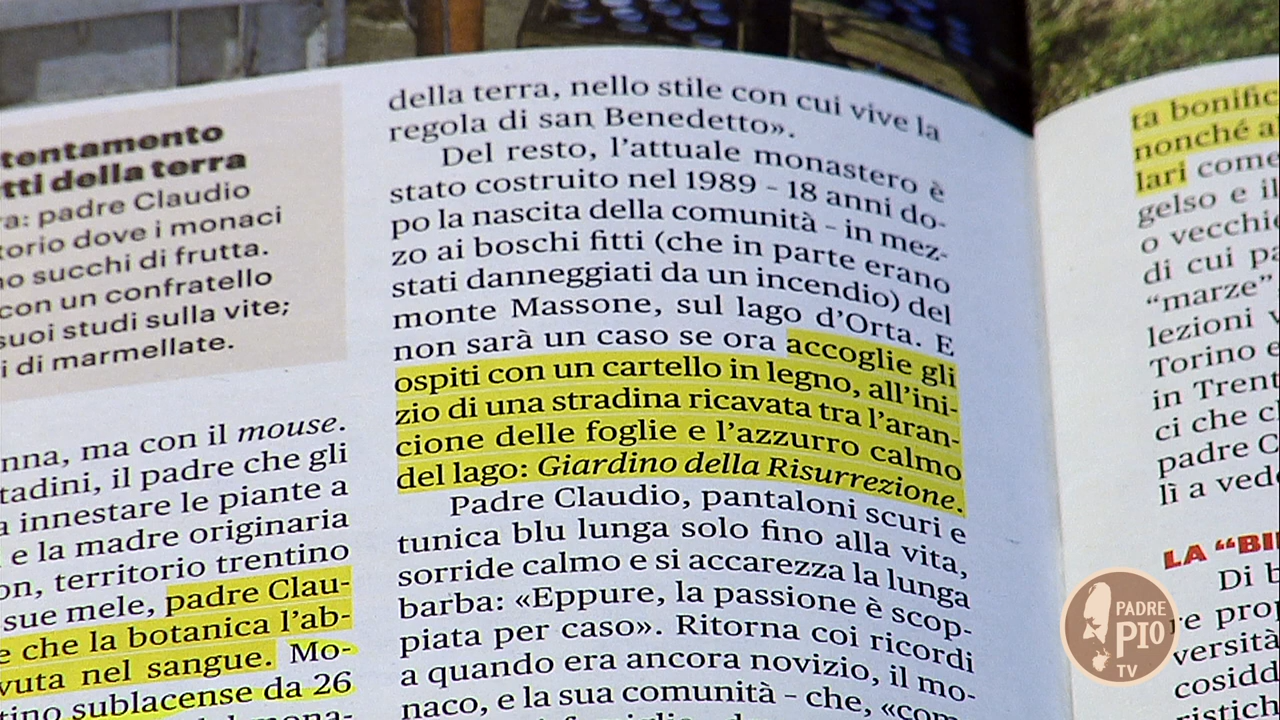 tentamento
tti della terra
ra: padre Claudio
torio dove i monaci
no succhi di frutta.
con un confratello
suoi studi sulla vite;
i di marmellate.
nna, ma con il mouse.
tadini, il padre che gli
a innestare le piante a
e la madre originaria
on, territorio trentino
sue mele, padre Clau-
e che la botanica l'ab-
vuta nel sangue. Mo-
tino sublacense da 26
della terra, nello stile con cui vive la
regola di san Benedetto».
Del resto, l'attuale monastero è
stato costruito nel 1989 – 18 anni do-
po la nascita della comunità – in mez-
zo ai boschi fitti (che in parte erano
stati danneggiati da un incendio) del
monte Massone, sul lago d'Orta. E
non sarà un caso se ora accoglie gli
ospiti con un cartello in legno, all'ini-
zio di una stradina ricavata tra l'aran-
cione delle foglie e l'azzurro calmo
del lago: Giardino della Risurrezione.
Padre Claudio, pantaloni scuri e
tunica blu lunga solo fino alla vita,
sorride calmo e si accarezza la lunga
barba: «Eppure, la passione è scop-
piata per caso». Ritorna coi ricordi
a quando era ancora novizio, il mo-
naco, e la sua comunità – che, «com
ta bonific
nonché a
lari come
gelso e il
o vecchi
di cui pa
"marze"
lezioni v
Torino e
in Trent
ci che c
padre C
lì a ved
LA "BI
Di b
re pro
versità
cosidd
ristich
PADRE
PIO
TV